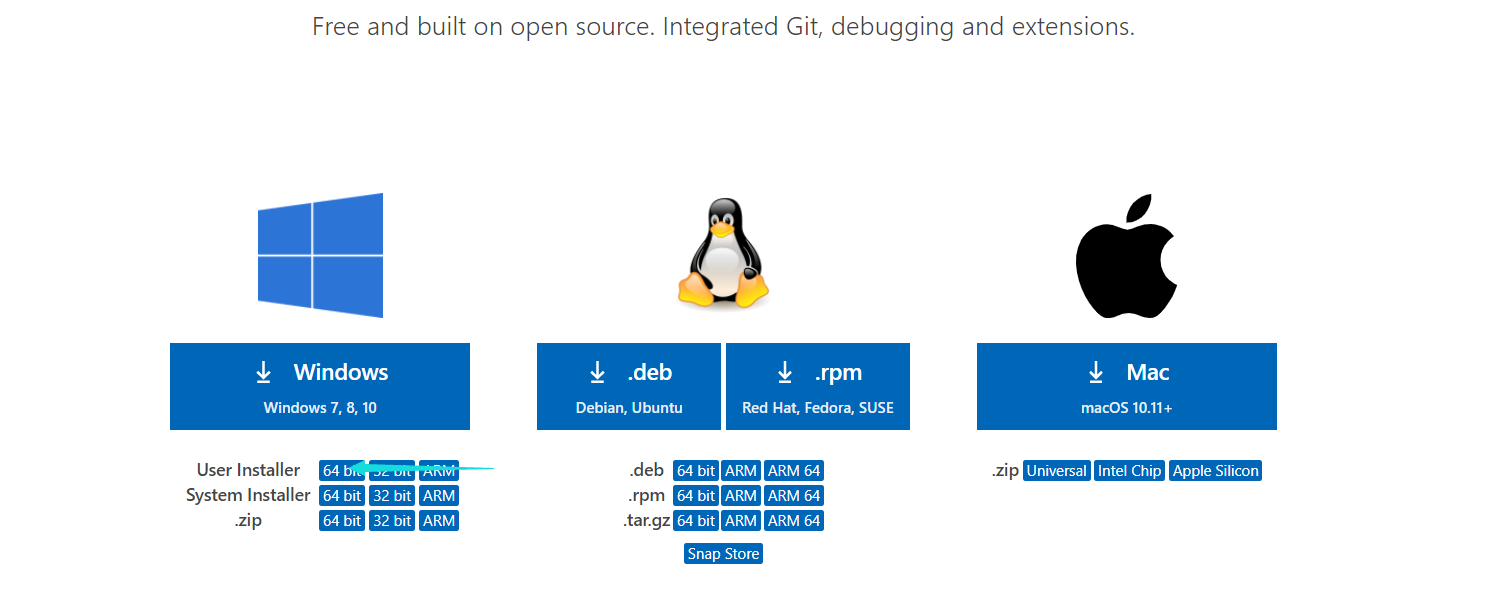 Free and built on open source. Integrated Git, debugging and extensions.
Windows
Windows 7, 8, 10
User Installer 64 bit 32 bit ARM
System Installer 64 bit 32 bit ARM
.zip 64 bit 32 bit ARM
.deb
Debian, Ubuntu
.rpm
Red Hat, Fedora, SUSE
.deb 64 bit ARM ARM 64
.rpm 64 bit ARM ARM 64
.tar.gz 64 bit ARM ARM 64
Snap Store
Mac
macOS 10.11+
.zip Universal Intel Chip Apple Silicon